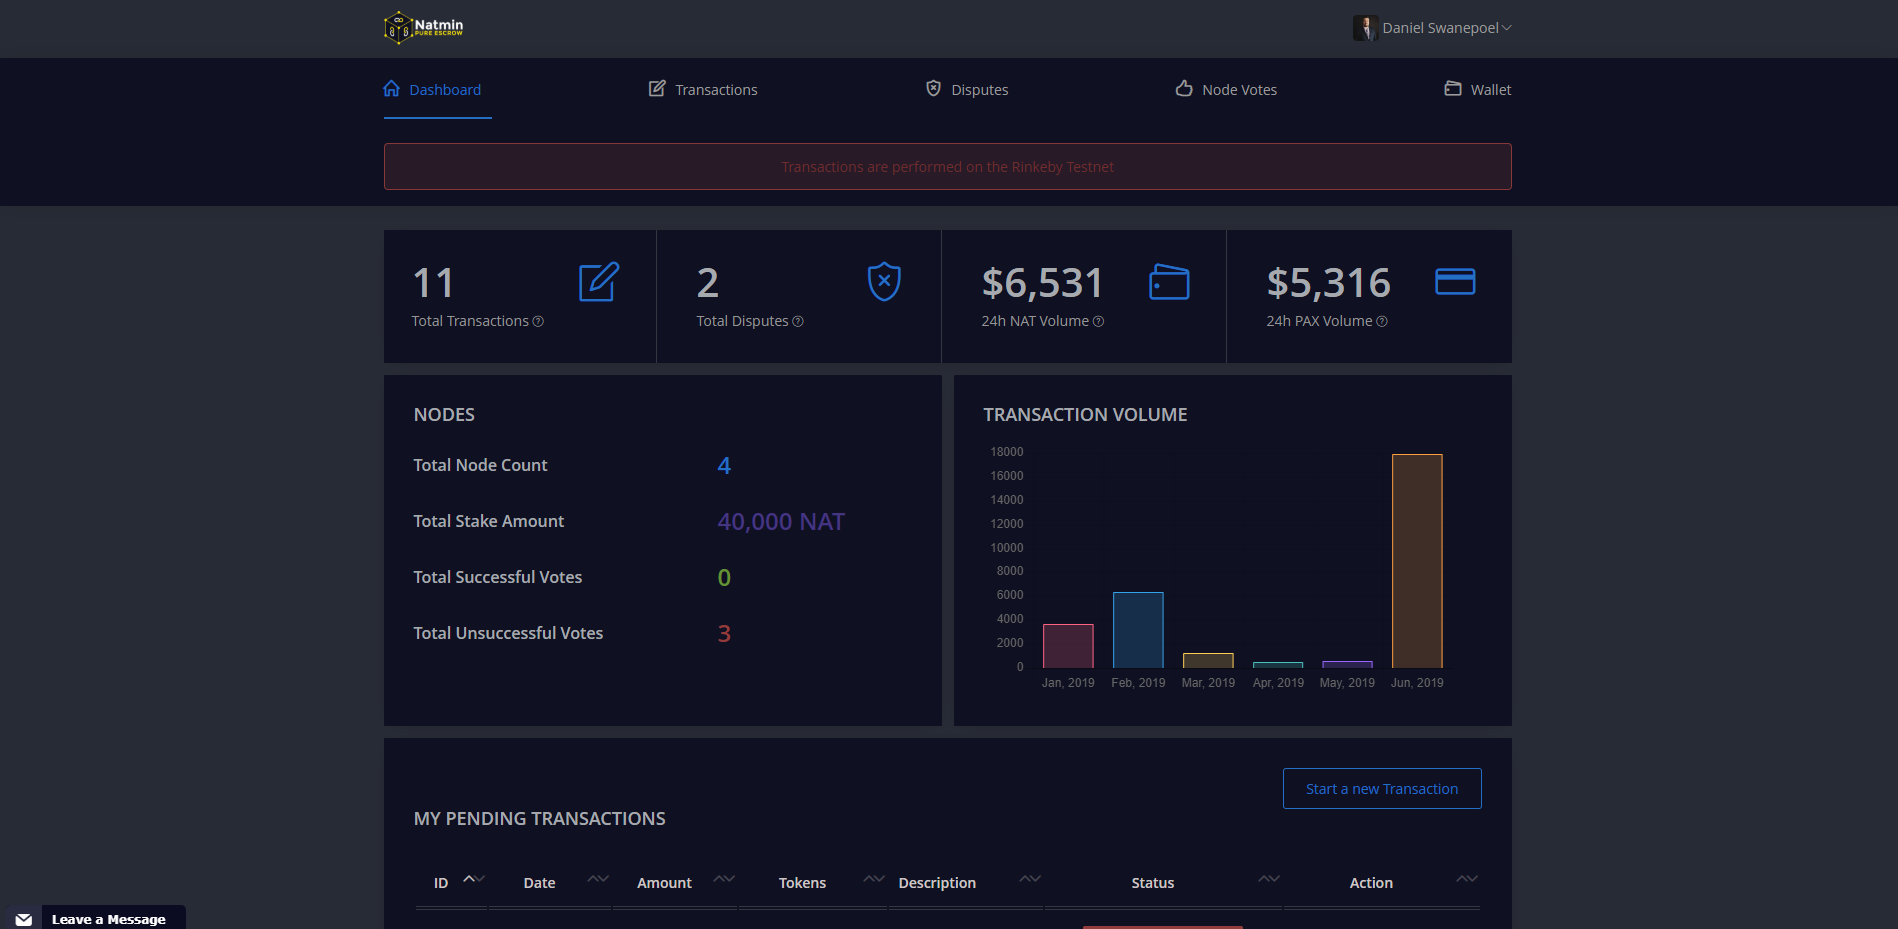 Natmin
PURE ESCROW
Daniel Swanepoel
Dashboard
Transactions
Disputes
Node Votes
Wallet
Transactions are performed on the Rinkeby Testnet
11
Total Transactions
2
Total Disputes
$6,531
24h NAT Volume
$5,316
24h PAX Volume
NODES
Total Node Count 4
Total Stake Amount 40,000 NAT
Total Successful Votes 0
Total Unsuccessful Votes 3
TRANSACTION VOLUME
18000
16000
14000
12000
10000
8000
6000
4000
2000
0
Jan, 2019 Feb, 2019 Mar, 2019 Apr, 2019 May, 2019 Jun, 2019
Start a new Transaction
MY PENDING TRANSACTIONS
ID Date Amount Tokens Description Status Action
Leave a Message